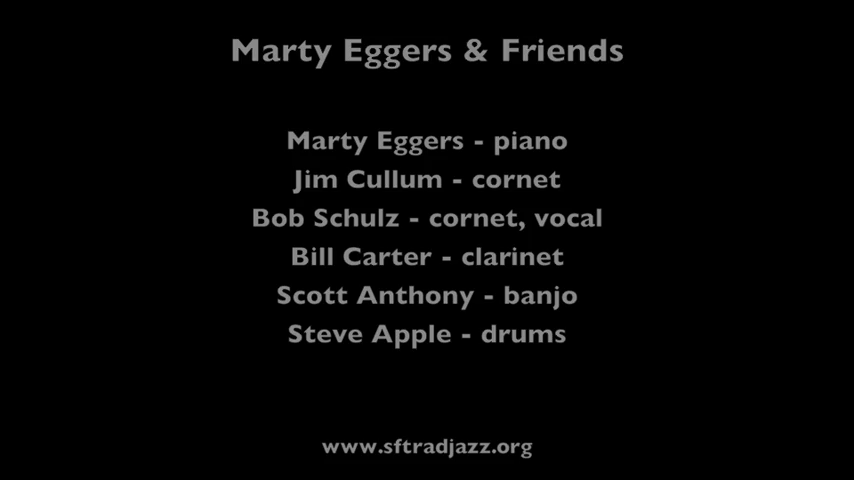 Marty Eggers & Friends
Marty Eggers - piano
Jim Cullum - cornet
Bob Schulz - cornet, vocal
Bill Carter - clarinet
Scott Anthony - banjo
Steve Apple - drums
www.sftradjazz.org